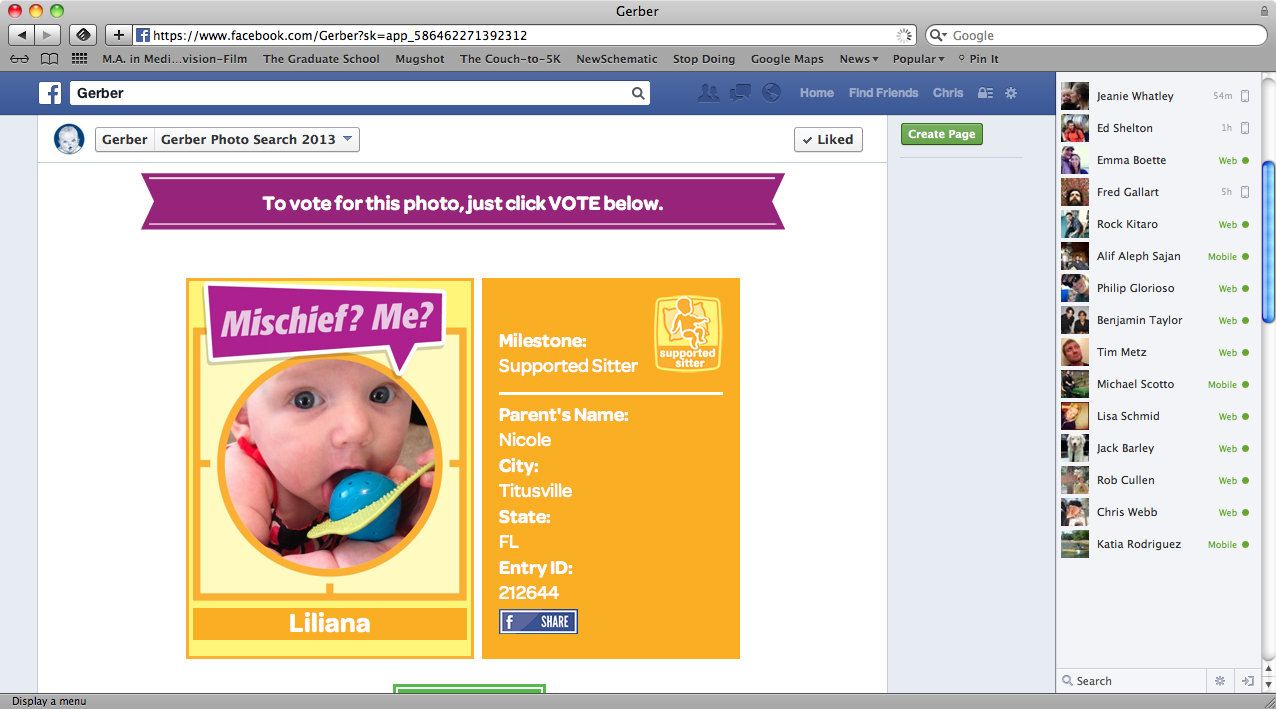 Gerber
https://www.facebook.com/Gerber?sk=app_586462271392312
Google
M.A. in Medi...vision-Film The Graduate School Mugshot The Couch-to-5K NewSchematic Stop Doing Google Maps News Popular Pin It
f Gerber Home Find Friends Chris
Gerber Gerber Photo Search 2013 Liked Create Page
To vote for this photo, just click VOTE below.
Mischief? Me?
Liliana
supported
sitter
Milestone:
Supported Sitter
Parent's Name:
Nicole
City:
Titusville
State:
FL
Entry ID:
212644
f SHARE
Jeanie Whatley 54m
Ed Shelton 1h
Emma Boette Web
Fred Gallart 5h
Rock Kitaro Web
Alif Aleph Sajan Mobile
Philip Glorioso Web
Benjamin Taylor Web
Tim Metz Web
Michael Scotto Mobile
Lisa Schmid Web
Jack Barley Web
Rob Cullen Web
Chris Webb Web
Katia Rodriguez Mobile
Search
Display a menu